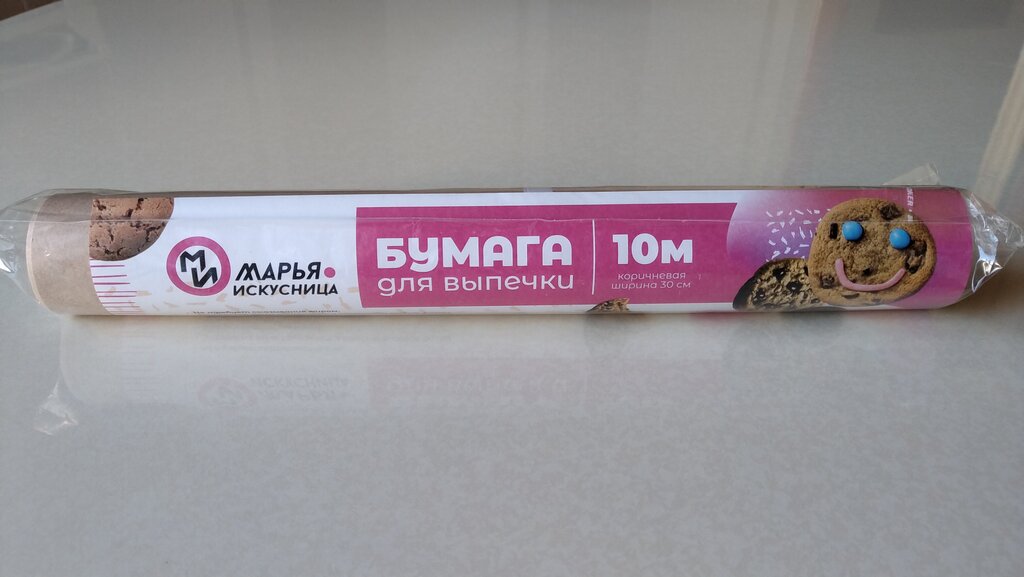 МИ
МАРЬЯ
ИСКУСНИЦА
БУМАГА
для выпечки
10м
коричневая
ширина 30 см